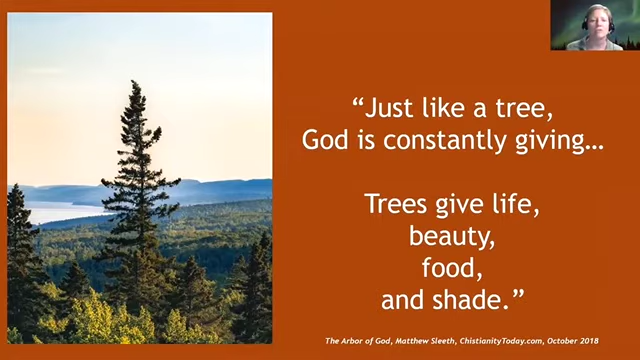 “Just like a tree,
God is constantly giving…
Trees give life,
beauty,
food,
and shade.”
The Arbor of God, Matthew Sleeth, ChistianityToday.com, October 2018